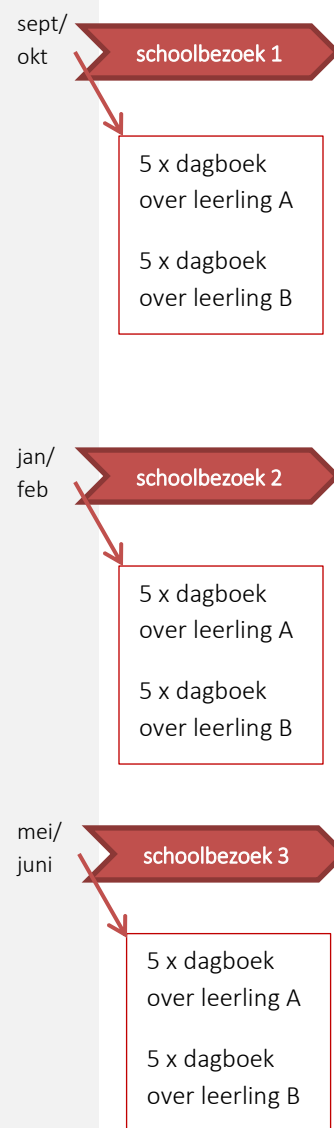 sept/
okt
schoolbezoek 1
5 x dagboek
over leerling A
5 x dagboek
over leerling B
jan/
feb
schoolbezoek 2
5 x dagboek
over leerling A
5 x dagboek
over leerling B
mei/
juni
schoolbezoek 3
5 x dagboek
over leerling A
5 x dagboek
over leerling B